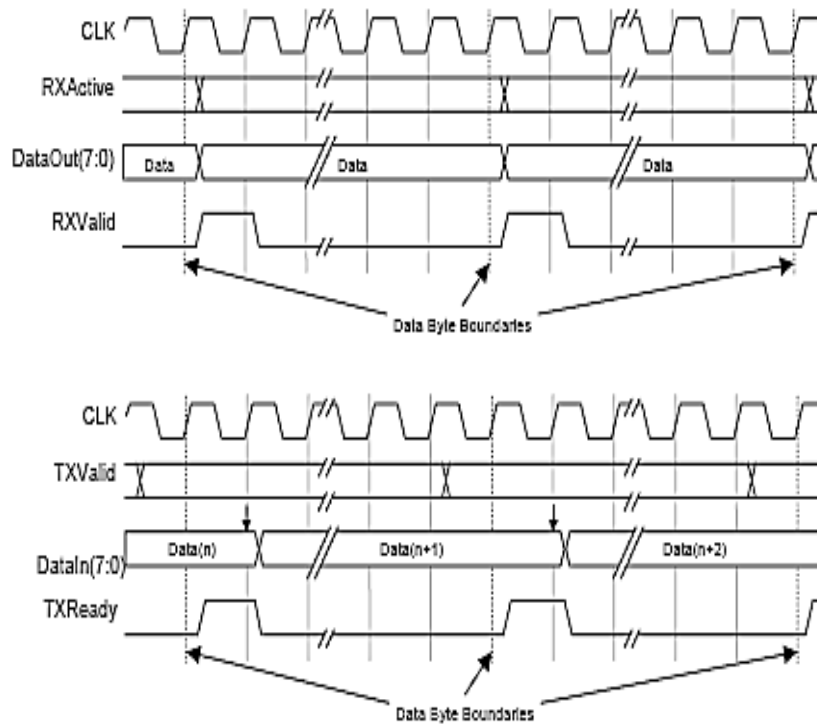 CLK
RXActive
DataOut(7:0)
Data
Data
Data
RXValid
Data Byte Boundaries
CLK
TXValid
DataIn(7:0)
Data(n)
Data(n+1)
Data(n+2)
TXReady
Data Byte Boundaries